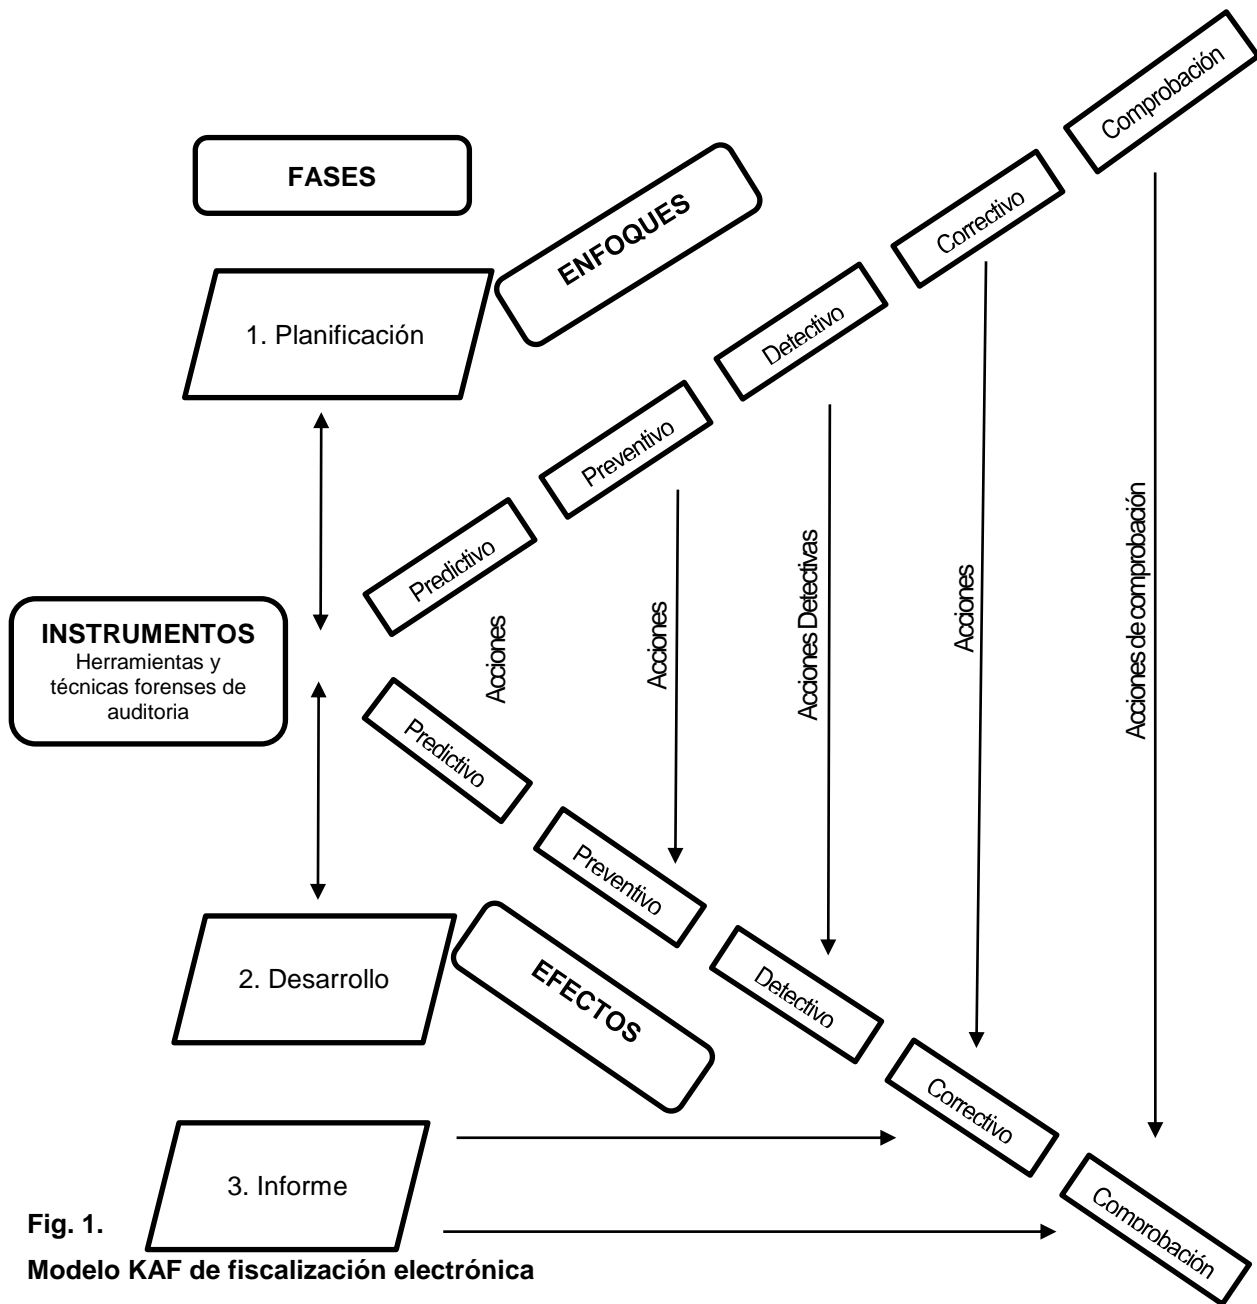 FASES
ENFOQUES
1. Planificación
Comprobación
Correctivo
Detectivo
Preventivo
Predictivo
INSTRUMENTOS
Herramientas y
técnicas forenses de
auditoria
Acciones
Acciones
Acciones Detectivas
Acciones
Acciones de comprobación
Predictivo
Preventivo
Detectivo
Correctivo
Comprobación
2. Desarrollo
EFECTOS
3. Informe
Fig. 1.
Modelo KAF de fiscalización electrónica